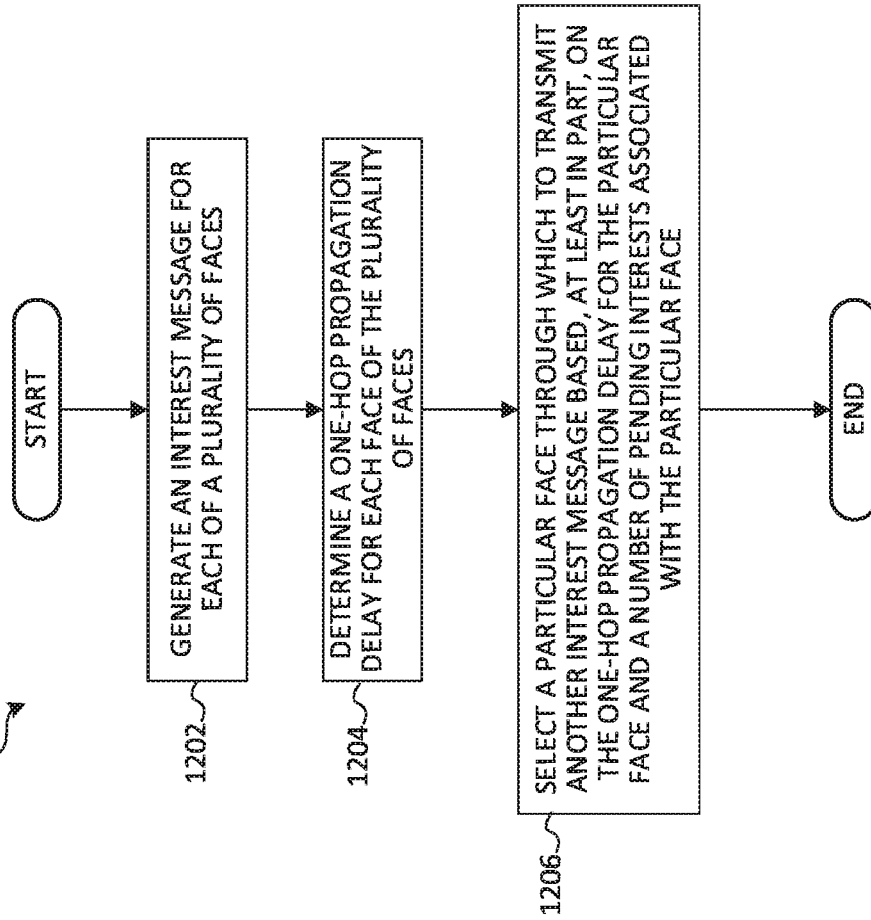 START
1202
GENERATE AN INTEREST MESSAGE FOR
EACH OF A PLURALITY OF FACES
1204
DETERMINE A ONE-HOP PROPAGATION
DELAY FOR EACH FACE OF THE PLURALITY
OF FACES
1206
SELECT A PARTICULAR FACE THROUGH WHICH TO TRANSMIT
ANOTHER INTEREST MESSAGE BASED, AT LEAST IN PART, ON
THE ONE-HOP PROPAGATION DELAY FOR THE PARTICULAR
FACE AND A NUMBER OF PENDING INTERESTS ASSOCIATED
WITH THE PARTICULAR FACE
END